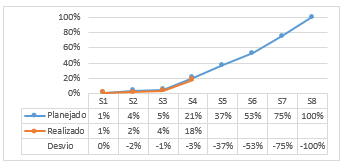 100%
80%
60%
40%
20%
0%
S1 S2 S3 S4 S5 S6 S7 S8
Planejado 1% 4% 5% 21% 37% 53% 75% 100%
Realizado 1% 2% 4% 18%
Desvio 0% -2% -1% -3% -37% -53% -75% -100%